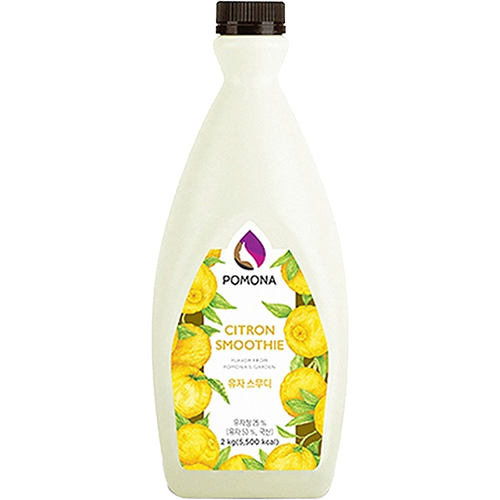 POMONA
CITRON
SMOOTHIE
FLAVOR FROM
POMONA'S GARDEN
유자 스무디
유자청 25 %
(유자 50 %, 국산)
2 kg(5,500 kcal)